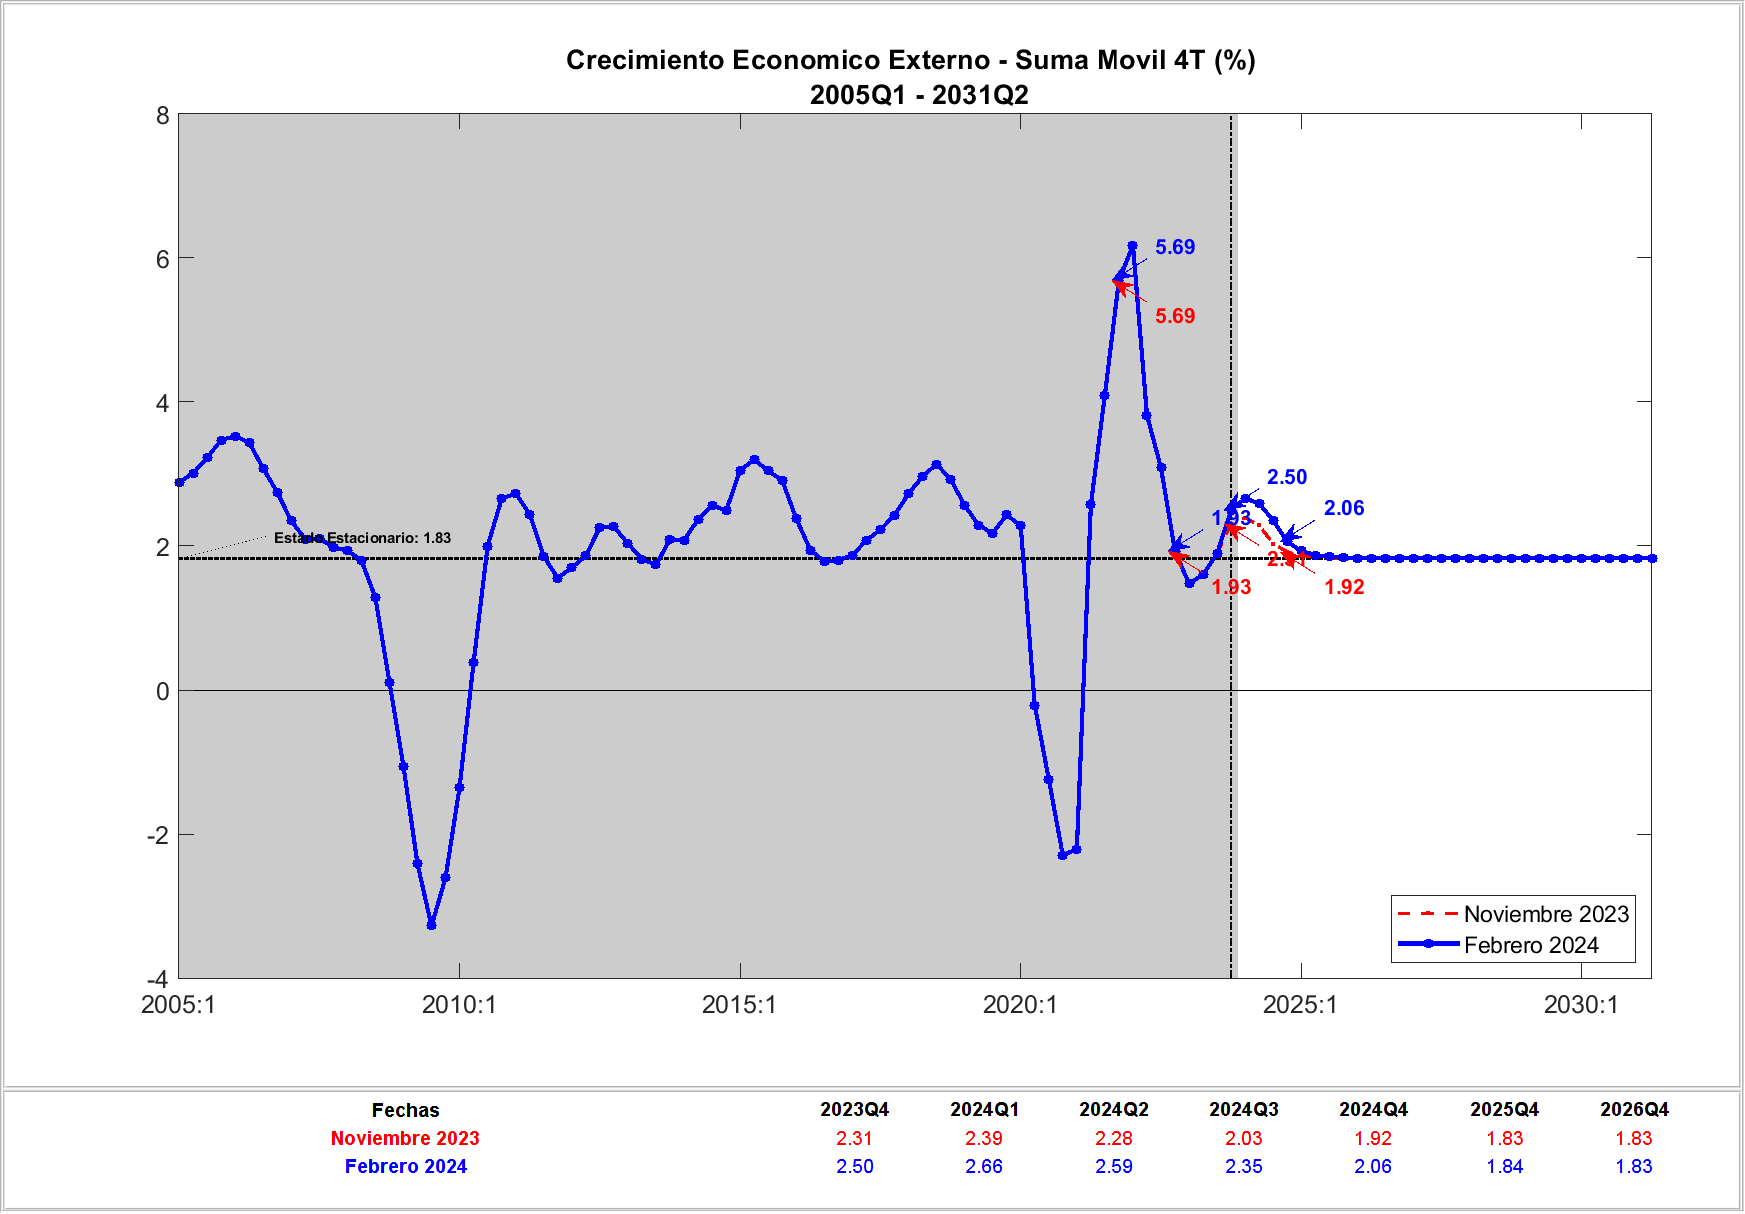 Crecimiento Economico Externo - Suma Movil 4T (%)
2005Q1 - 2031Q2
8
6
4
2
0
-2
-4
5.69
5.69
2.50
2.06
1.93
1.93
1.92
Estado Estacionario: 1.83
Noviembre 2023
Febrero 2024
2005:1 2010:1 2015:1 2020:1 2025:1 2030:1
Fechas 2023Q4 2024Q1 2024Q2 2024Q3 2024Q4 2025Q4 2026Q4
Noviembre 2023 2.31 2.39 2.28 2.03 1.92 1.83 1.83
Febrero 2024 2.50 2.66 2.59 2.35 2.06 1.84 1.83